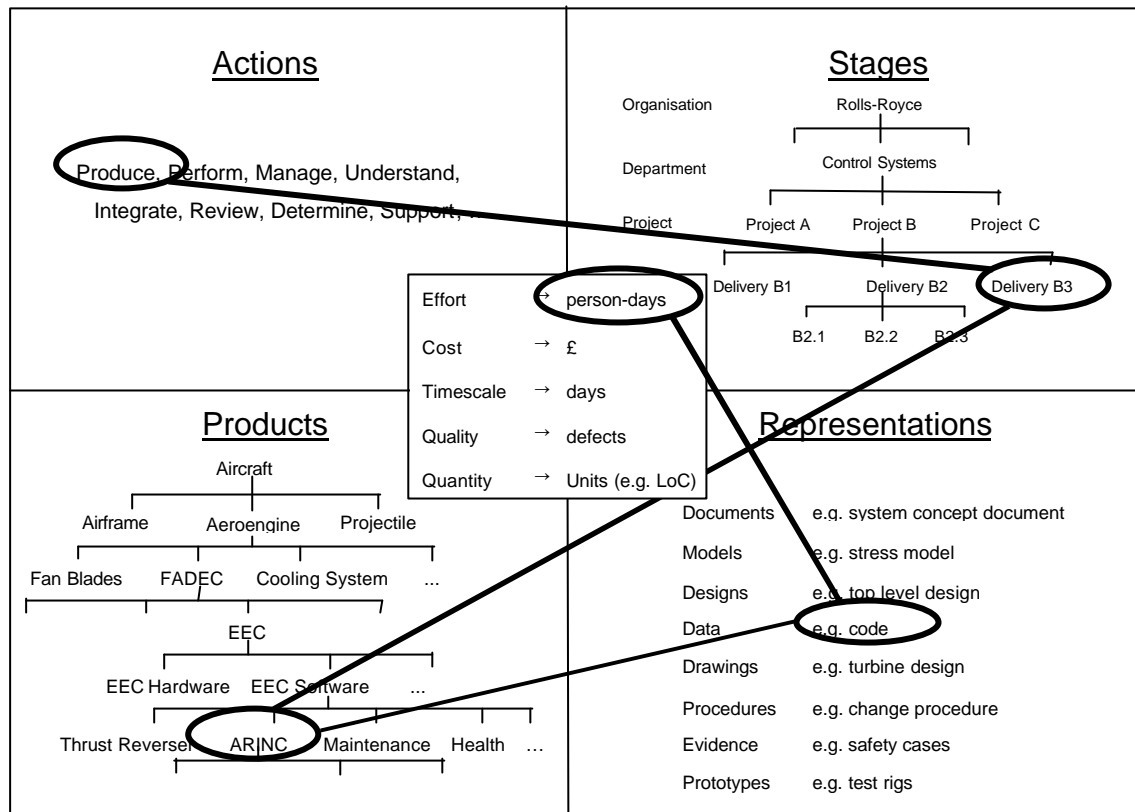 Actions
Produce, Perform, Manage, Understand,
Integrate, Review, Determine, Support, ...
Stages
Organisation Rolls-Royce
Department Control Systems
Project Project A Project B Project C
Delivery B1 Delivery B2 Delivery B3
B2.1 B2.2 B2.3
Effort → person-days
Cost → £
Timescale → days
Quality → defects
Quantity → Units (e.g. LoC)
Products
Aircraft
Airframe Aeroengine Projectile
Fan Blades FADEC Cooling System ...
EEC
EEC Hardware EEC Software ...
Thrust Reverser ARINC Maintenance Health ...
Representations
Documents e.g. system concept document
Models e.g. stress model
Designs e.g. top level design
Data e.g. code
Drawings e.g. turbine design
Procedures e.g. change procedure
Evidence e.g. safety cases
Prototypes e.g. test rigs